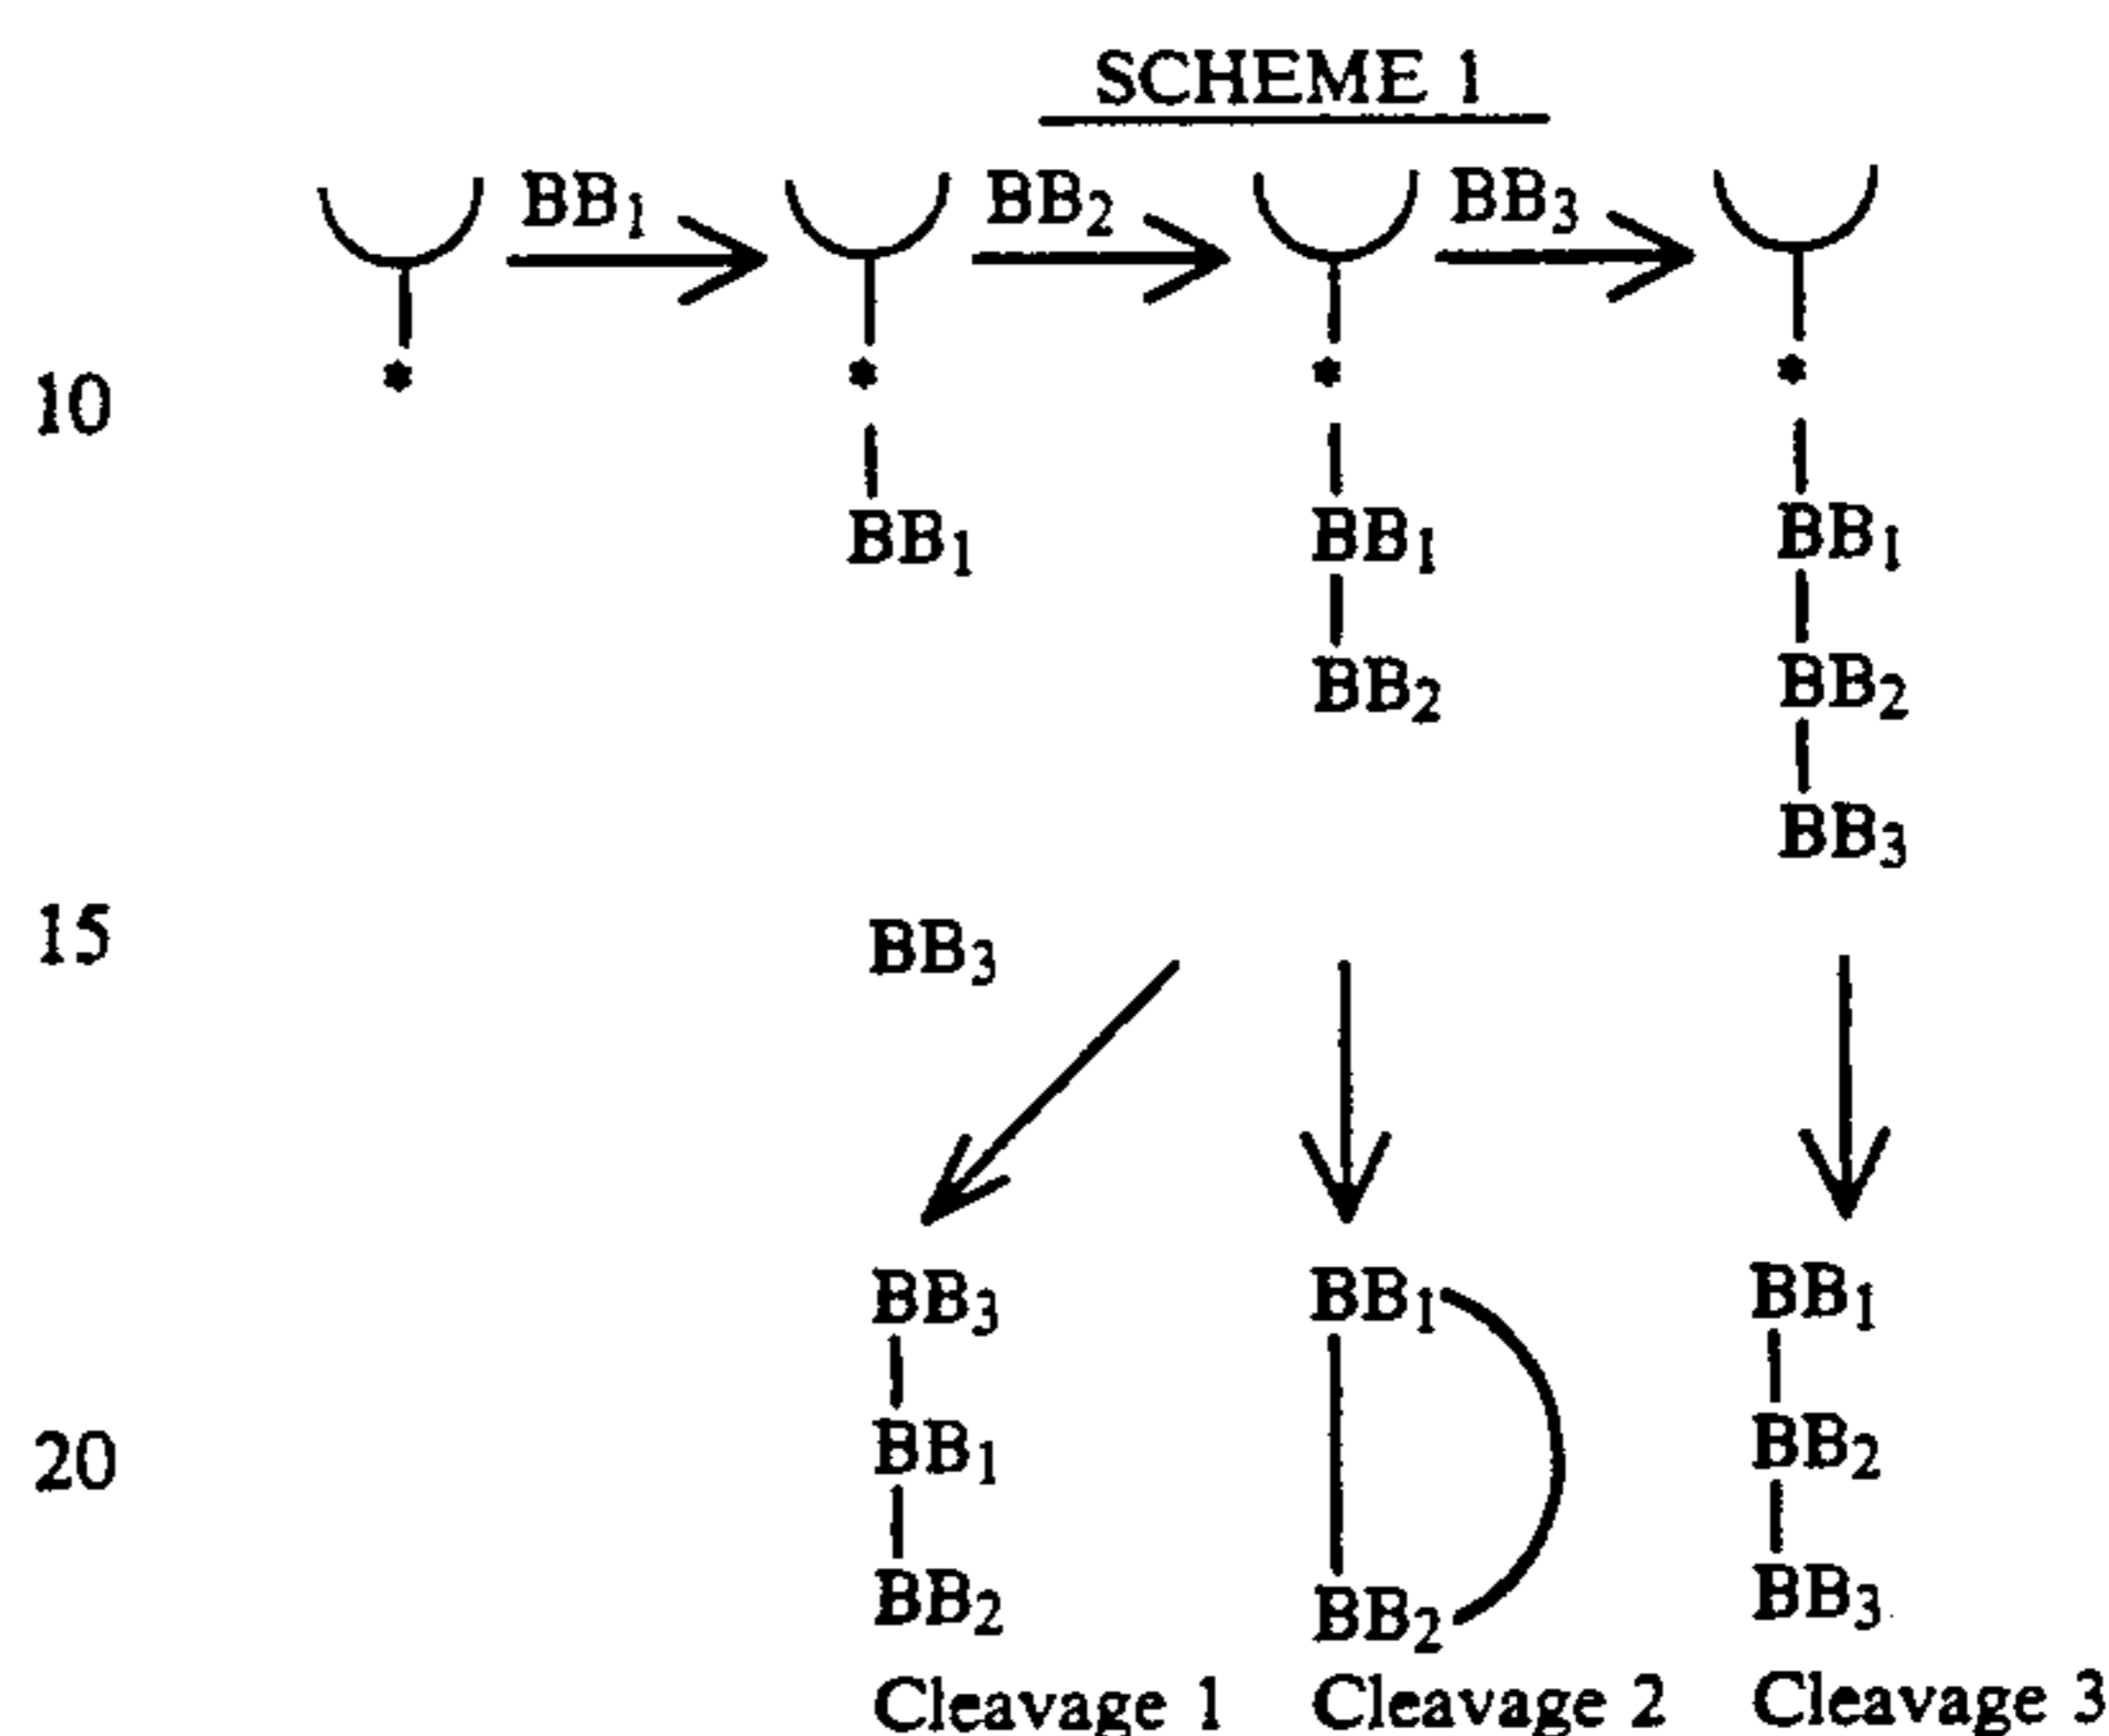 SCHEME 1
BB₁ BB₂ BB₃
* * * *
10
BB₁ BB₁ BB₁
BB₂ BB₂
BB₃
15 BB₃
BB₃ BB₁ BB₁
20 BB₁ BB₂
BB₂ BB₂ BB₃
Cleavage 1 Cleavage 2 Cleavage 3